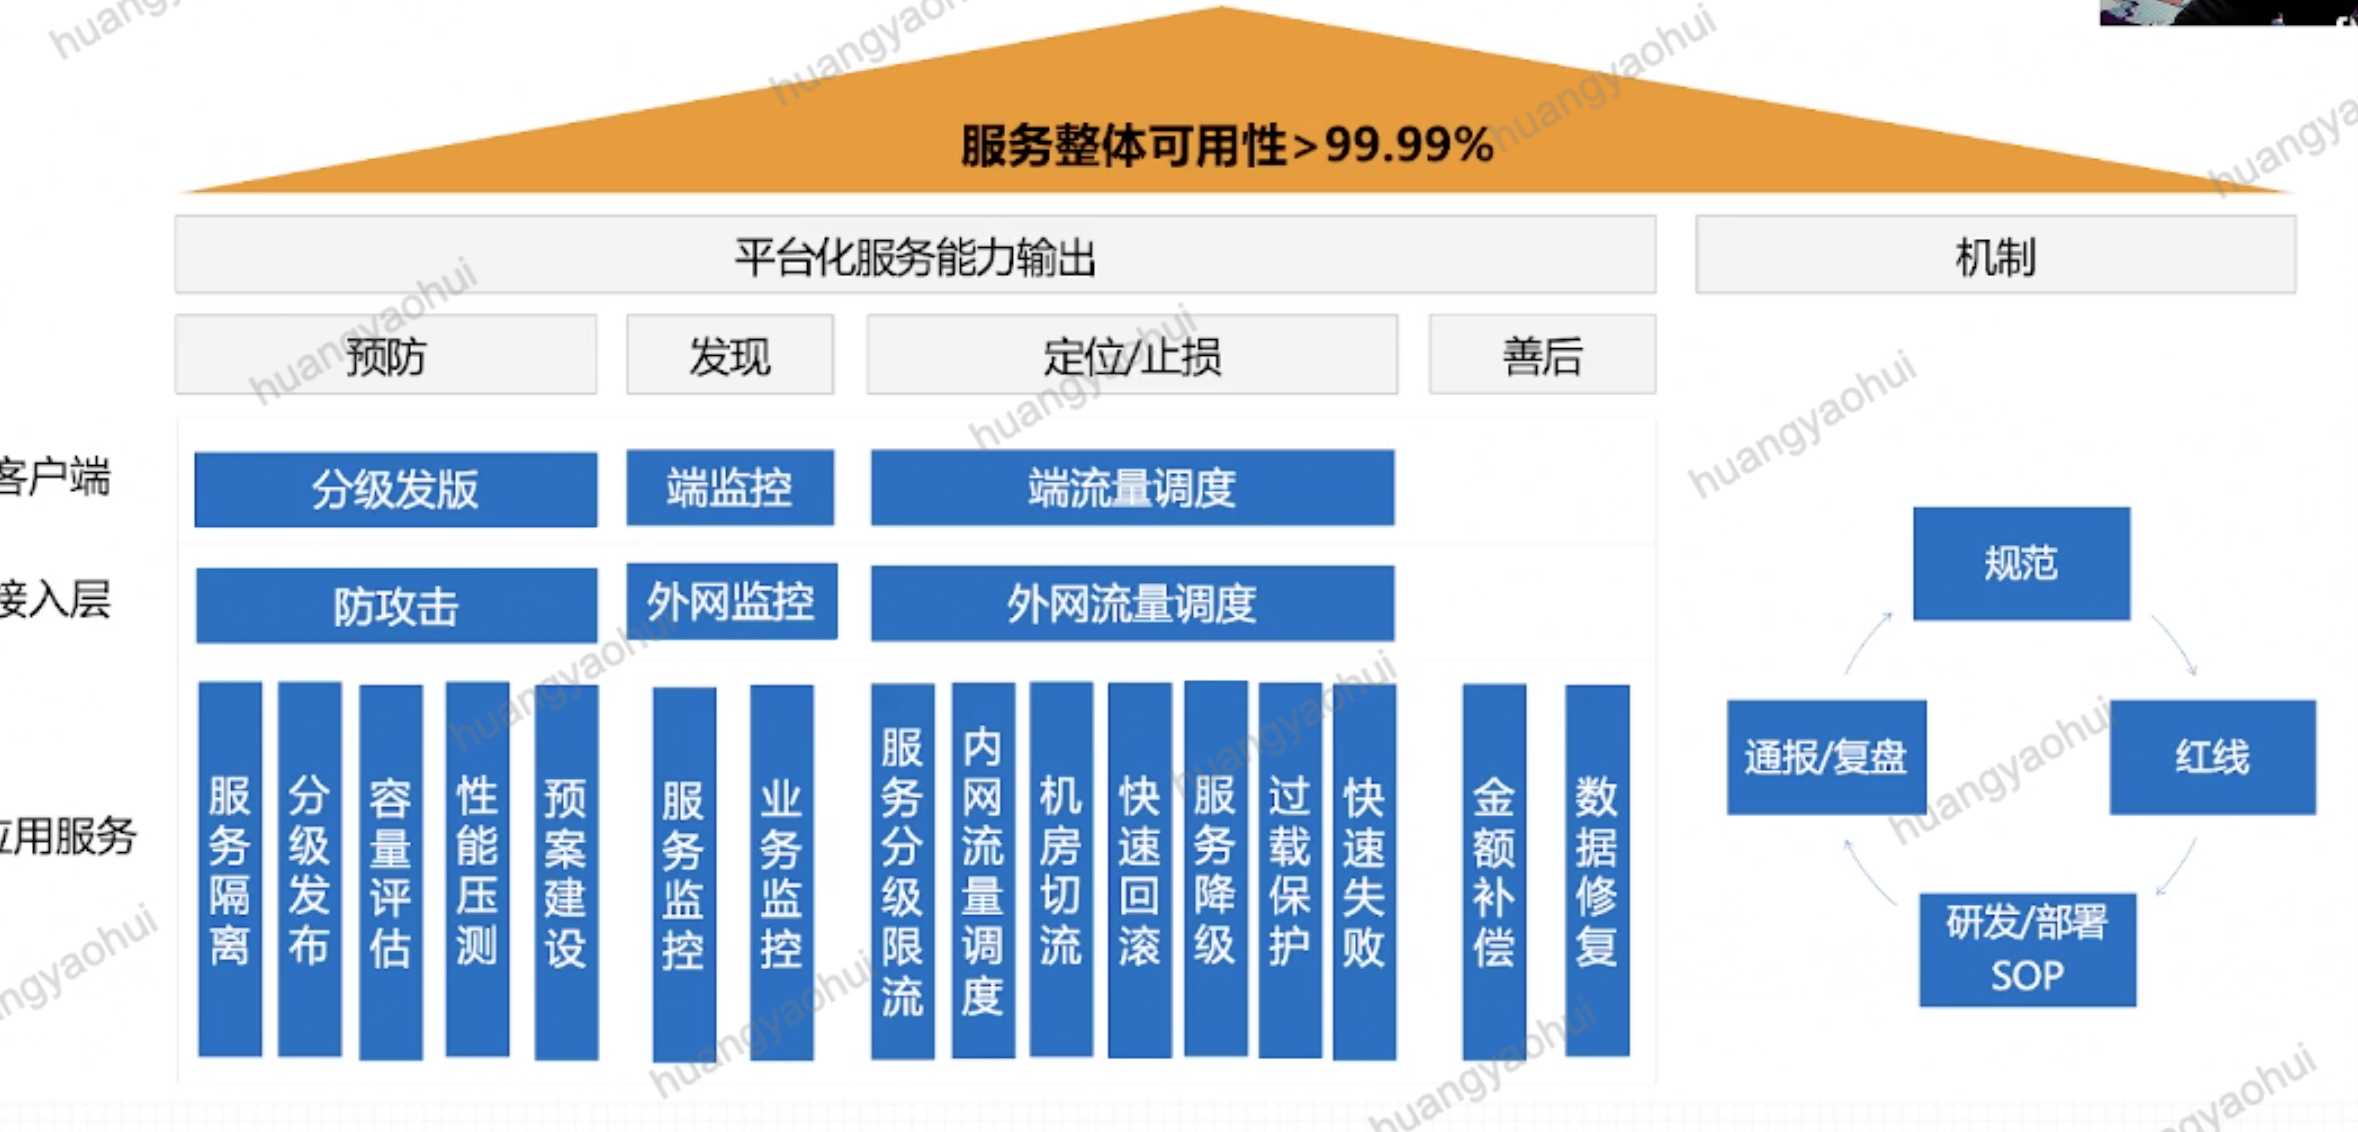 服务整体可用性>99.99%
平台化服务能力输出
机制
预防
发现
定位/止损
善后
客户端
分级发版
端监控
端流量调度
接入层
防攻击
外网监控
外网流量调度
应用服务
服务隔离
分级发布
容量评估
性能压测
预案建设
服务监控
业务监控
服务分级限流
内网流量调度
机房切流
快速回滚
服务降级
过载保护
快速失败
金额补偿
数据修复
规范
红线
研发/部署
SOP
通报/复盘
huangyaohui